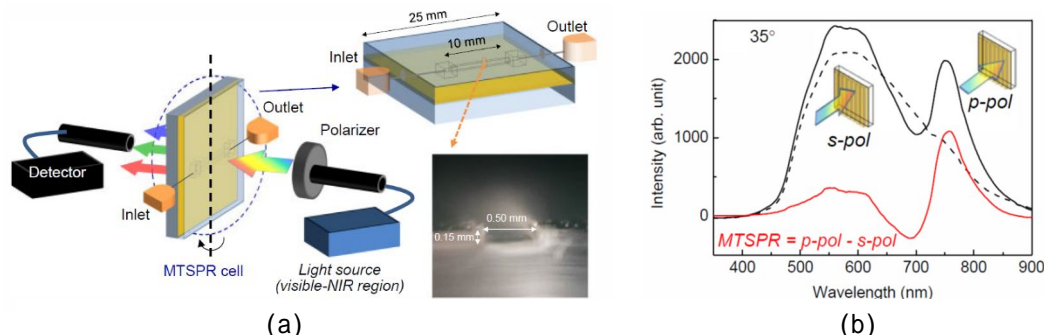 25 mm
10 mm
Inlet
Outlet
Outlet
Polarizer
Detector
Inlet
MTSPR cell
Light source
(visible-NIR region)
0.50 mm
0.15 mm
(a)
35°
p-pol
s-pol
MTSPR = p-pol - s-pol
Intensity (arb. unit)
2000
1000
0
400 500 600 700 800 900
Wavelength (nm)
(b)